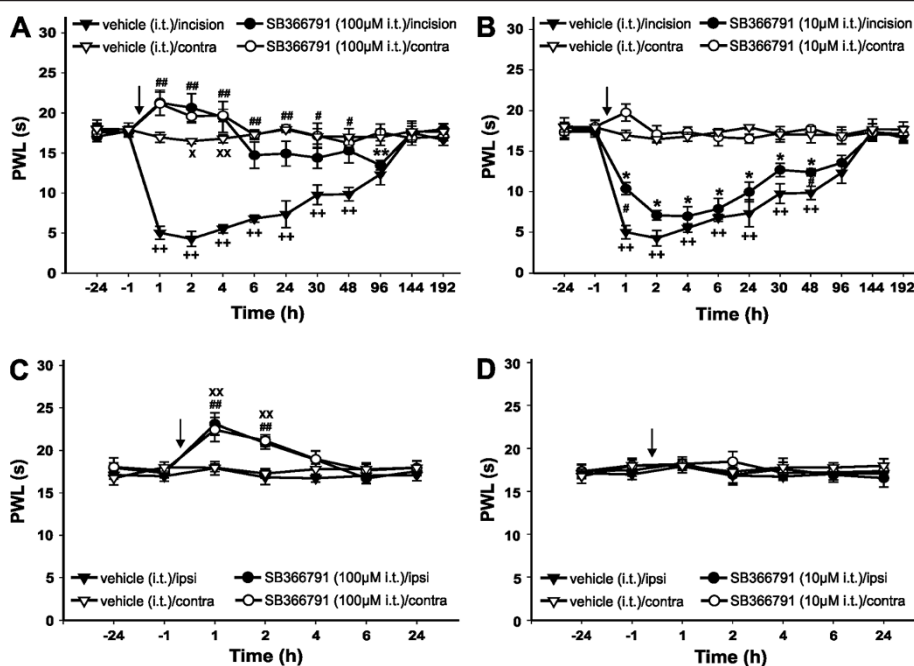 A
vehicle (i.t.)/incision SB366791 (100µM i.t.)/incision
vehicle (i.t.)/contra SB366791 (100µM i.t.)/contra
30
25
20
15
10
5
0
PWL (s)
## ## ## ## ## # #
x xx **
++ ++ ++ ++ ++ ++ ++
-24 -1 1 2 4 6 24 30 48 96 144 192
Time (h)
B
vehicle (i.t.)/incision SB366791 (10µM i.t.)/incision
vehicle (i.t.)/contra SB366791 (10µM i.t.)/contra
30
25
20
15
10
5
0
PWL (s)
* * * * * * *
# #
++ ++ ++ ++ ++ ++ ++
-24 -1 1 2 4 6 24 30 48 96 144 192
Time (h)
C
30
25
20
15
10
5
0
PWL (s)
xx xx
## ##
vehicle (i.t.)/ipsi SB366791 (100µM i.t.)/ipsi
vehicle (i.t.)/contra SB366791 (100µM i.t.)/contra
-24 -1 1 2 4 6 24
Time (h)
D
30
25
20
15
10
5
0
PWL (s)
vehicle (i.t.)/ipsi SB366791 (10µM i.t.)/ipsi
vehicle (i.t.)/contra SB366791 (10µM i.t.)/contra
-24 -1 1 2 4 6 24
Time (h)